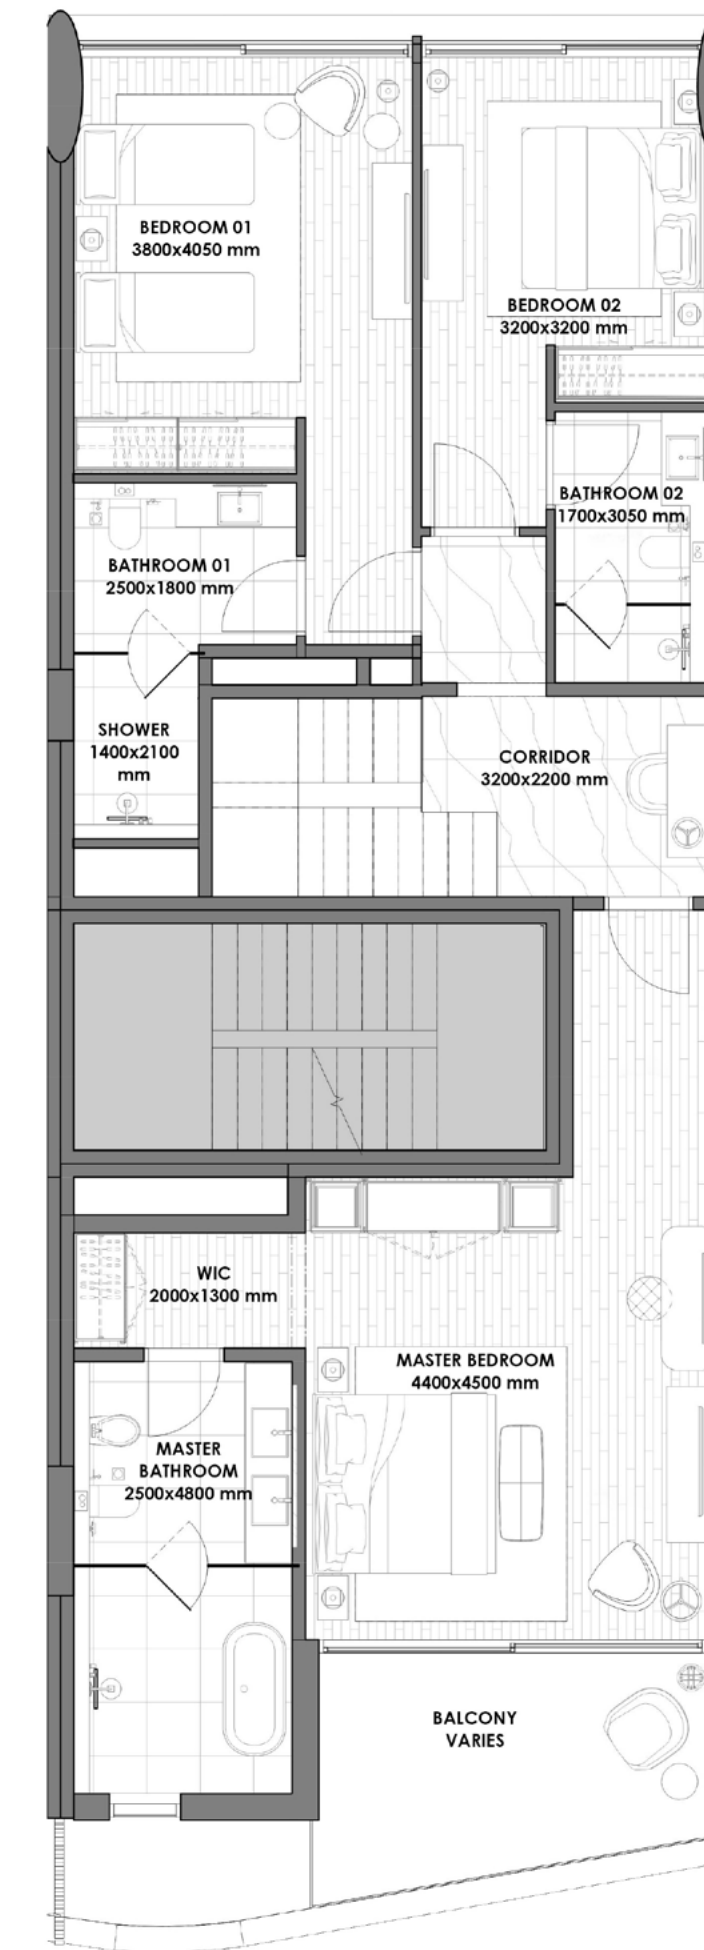 BEDROOM 01
3800x4050 mm
BEDROOM 02
3200x3200 mm
BATHROOM 02
1700x3050 mm
BATHROOM 01
2500x1800 mm
SHOWER
1400x2100
mm
CORRIDOR
3200x2200 mm
WIC
2000x1300 mm
MASTER BEDROOM
4400x4500 mm
MASTER
BATHROOM
2500x4800 mm
BALCONY
VARIES